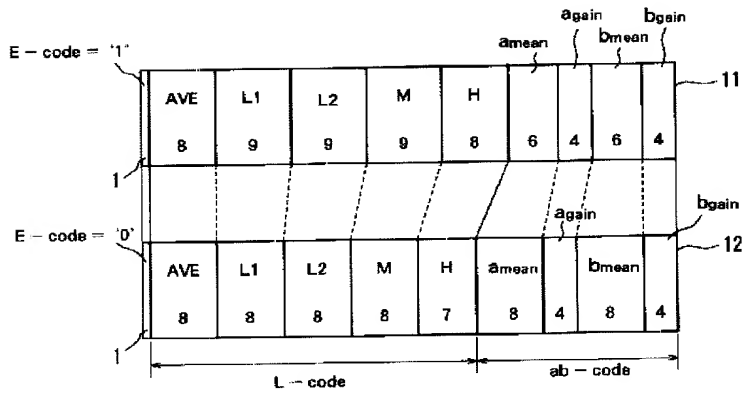 E-code = '1'
amean
again
bmean
bgain
11
AVE L1 L2 M H
8 9 9 9 8 6 4 6 4
1
E-code = '0'
again
bgain
12
AVE L1 L2 M H amean bmean
8 8 8 8 7 8 4 8 4
1
L-code
ab-code